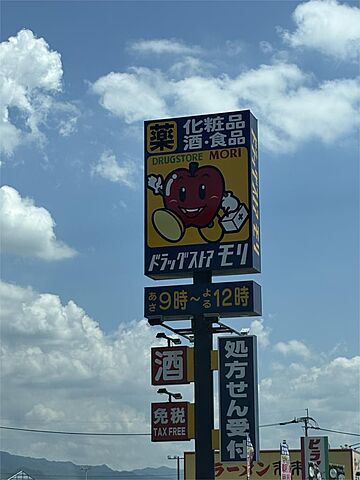 薬 化粧品
酒・食品
DRUGSTORE MORI
ドラッグストア モリ
あさ9時～よる12時
酒
免税
TAX FREE
処方せん受付
ラーメン